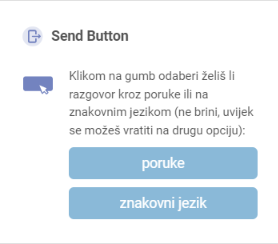 Send Button
Klikom na gumb odaberi želiš li
razgovor kroz poruke ili na
znakovnim jezikom (ne brini, uvijek
se možeš vratiti na drugu opciju):
poruke
znakovni jezik